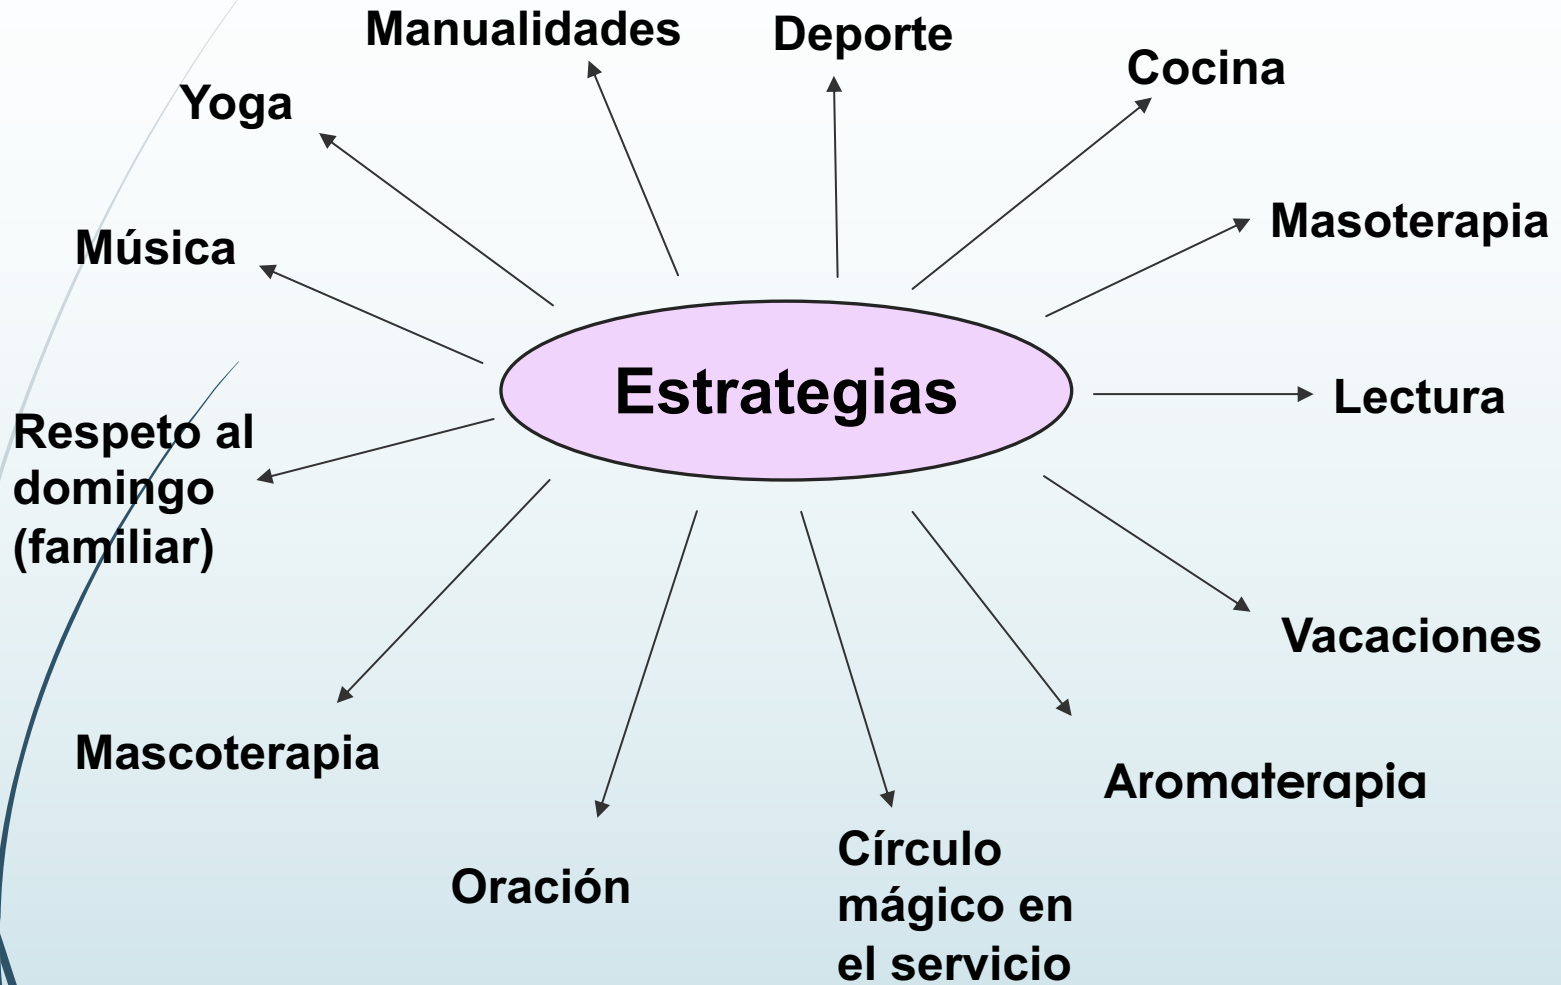 Manualidades
Deporte
Cocina
Yoga
Masoterapia
Música
Estrategias
Lectura
Respeto al
domingo
(familiar)
Vacaciones
Mascoterapia
Aromaterapia
Oración
Círculo
mágico en
el servicio